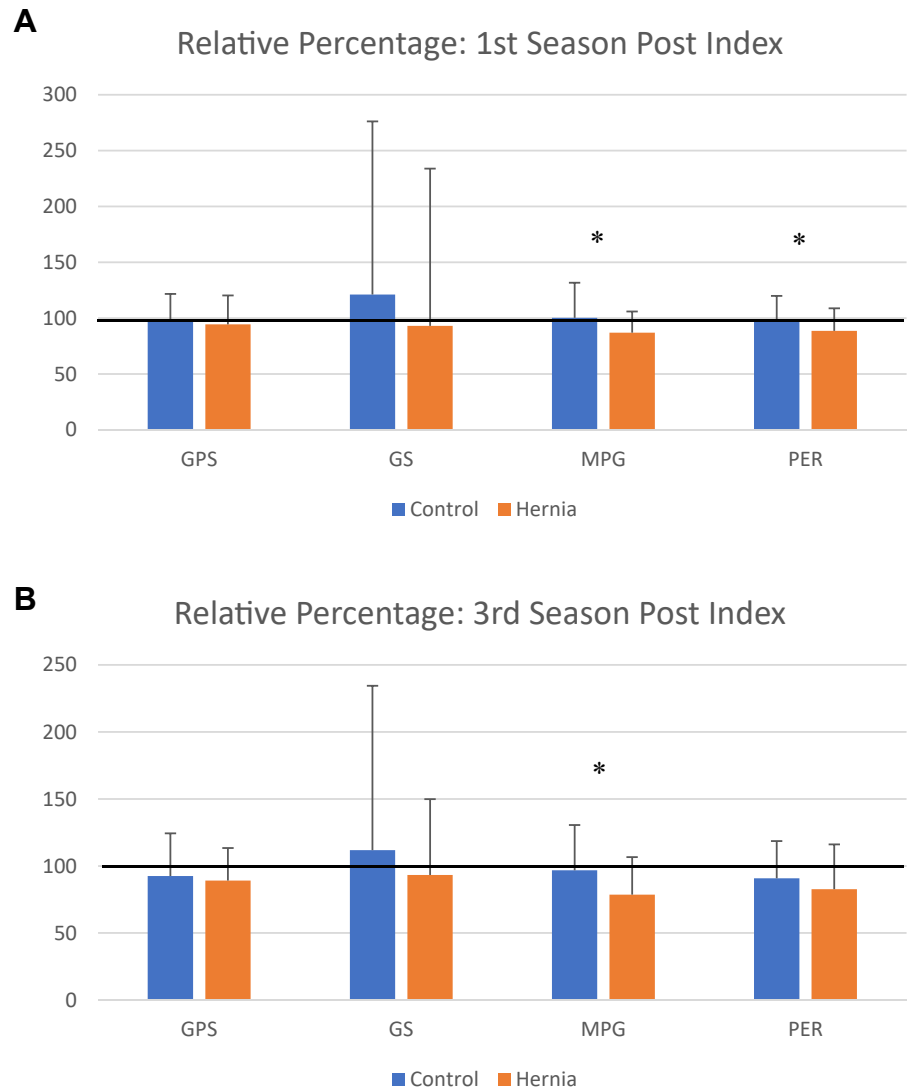 A
Relative Percentage: 1st Season Post Index
300
250
200
150
100
50
0
*
*
GPS GS MPG PER
Control Hernia
B
Relative Percentage: 3rd Season Post Index
250
200
150
100
50
0
*
GPS GS MPG PER
Control Hernia